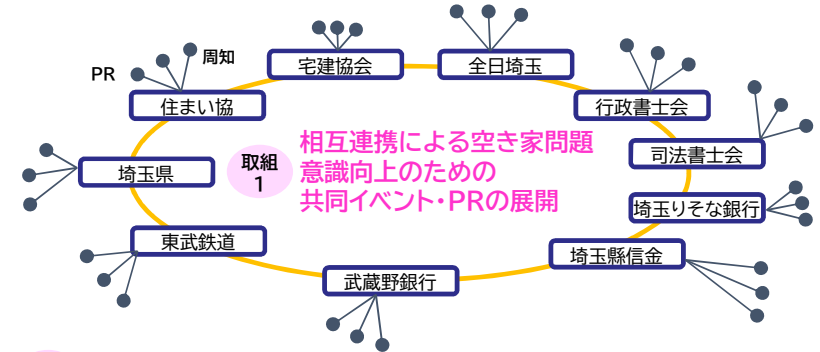 周知
PR
宅建協会
全日埼玉
住まい協
行政書士会
取組
1
相互連携による空き家問題
意識向上のための
共同イベント・PRの展開
司法書士会
埼玉県
埼玉りそな銀行
東武鉄道
埼玉縣信金
武蔵野銀行